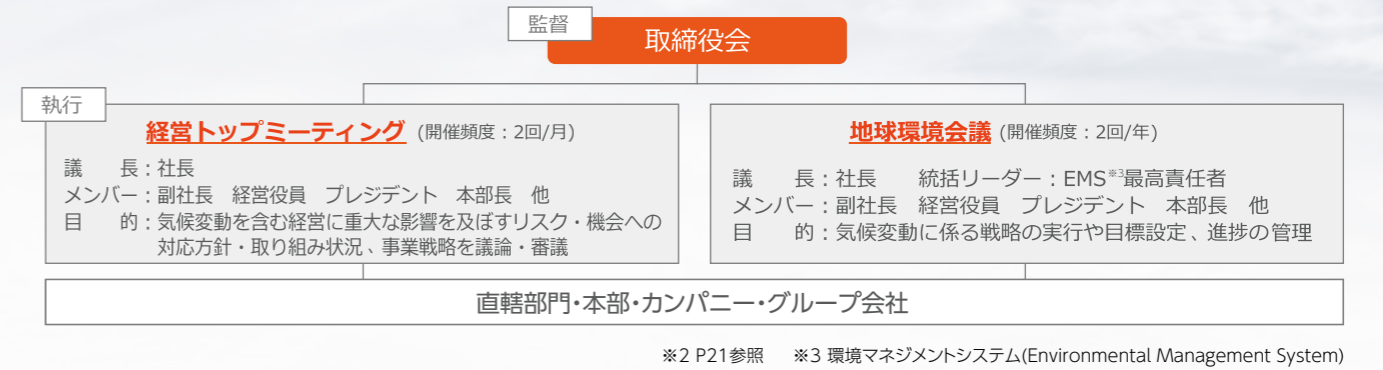 監督
取締役会
執行
経営トップミーティング (開催頻度：2回/月)
議　　長：社長
メンバー：副社長　経営役員　プレジデント　本部長　他
目　　的：気候変動を含む経営に重大な影響を及ぼすリスク・機会への
対応方針・取り組み状況、事業戦略を議論・審議
地球環境会議 (開催頻度：2回/年)
議　　長：社長　　統括リーダー：EMS※3最高責任者
メンバー：副社長　経営役員　プレジデント　本部長　他
目　　的：気候変動に係る戦略の実行や目標設定、進捗の管理
直轄部門・本部・カンパニー・グループ会社
※2 P21参照　※3 環境マネジメントシステム(Environmental Management System)